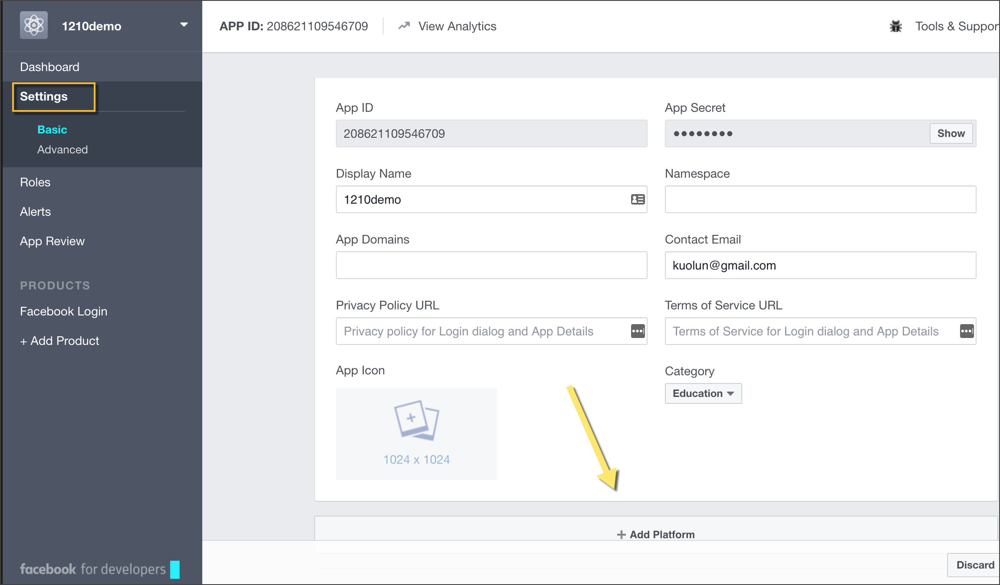 1210demo
APP ID: 208621109546709
View Analytics
Tools & Suppor
Dashboard
Settings
Basic
Advanced
Roles
Alerts
App Review
PRODUCTS
Facebook Login
+ Add Product
facebook for developers
App ID
208621109546709
App Secret
••••••••
Show
Display Name
1210demo
Namespace
App Domains
Contact Email
kuolun@gmail.com
Privacy Policy URL
Privacy policy for Login dialog and App Details
Terms of Service URL
Terms of Service for Login dialog and App Details
App Icon
1024 x 1024
Category
Education
+ Add Platform
Discard